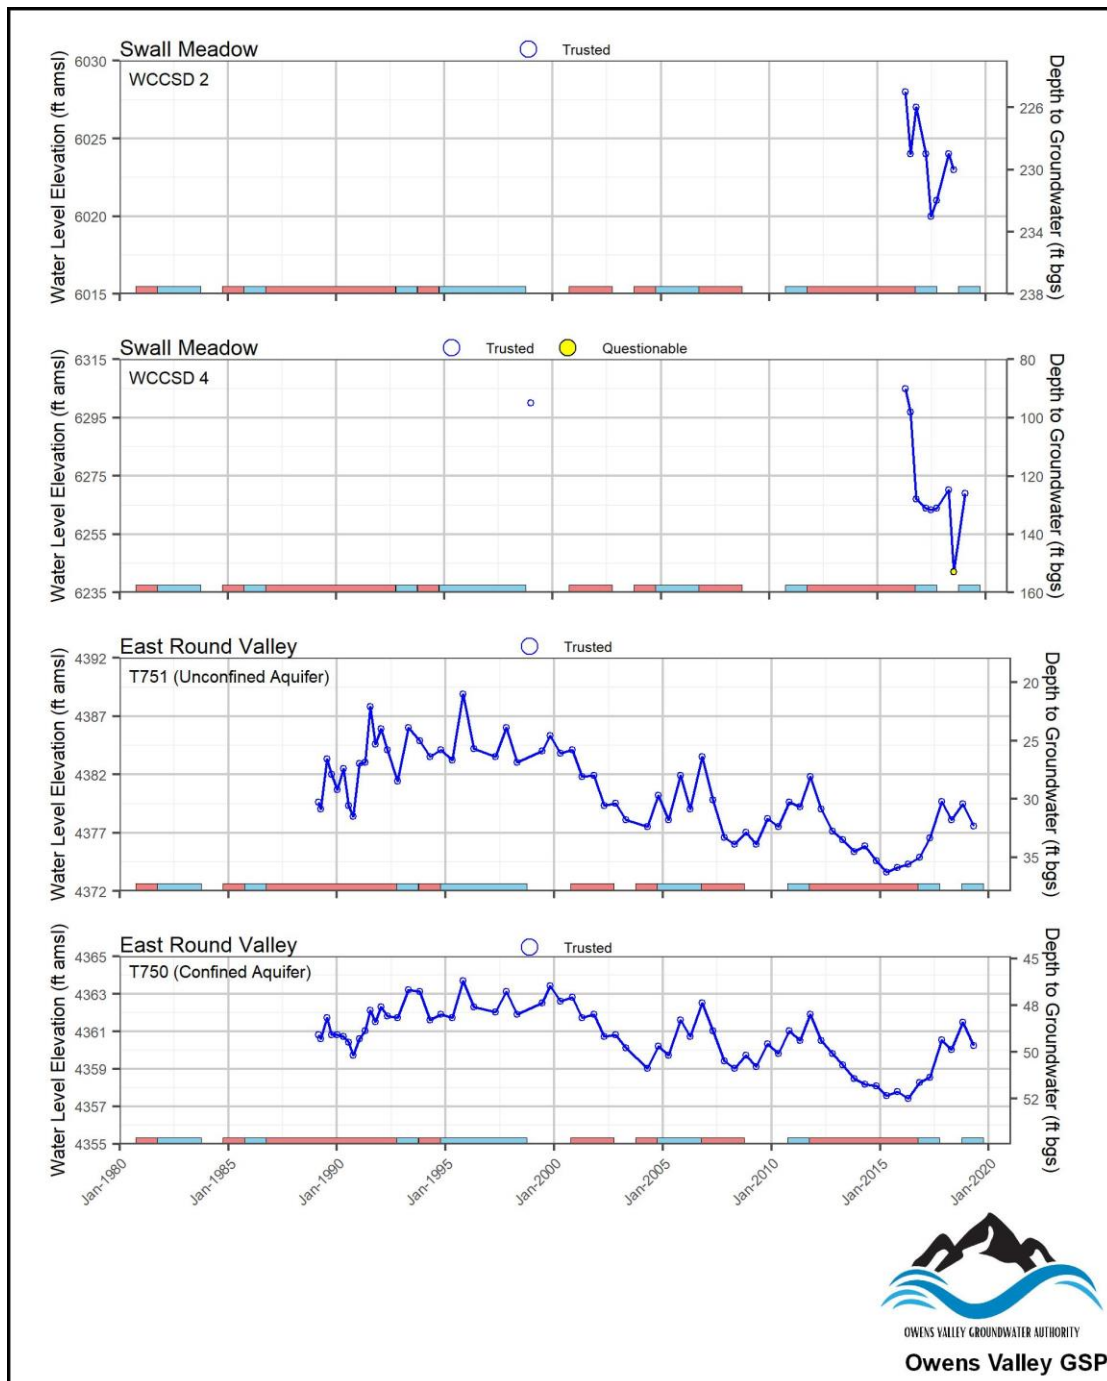 Swall Meadow
Trusted
WCCSD 2
Water Level Elevation (ft amsl)
6030
6025
6020
6015
Depth to Groundwater (ft bgs)
226
230
234
238
Swall Meadow
Trusted
Questionable
WCCSD 4
Water Level Elevation (ft amsl)
6315
6295
6275
6255
6235
Depth to Groundwater (ft bgs)
80
100
120
140
160
East Round Valley
Trusted
T751 (Unconfined Aquifer)
Water Level Elevation (ft amsl)
4392
4387
4382
4377
4372
Depth to Groundwater (ft bgs)
20
25
30
35
East Round Valley
Trusted
T750 (Confined Aquifer)
Water Level Elevation (ft amsl)
4365
4363
4361
4359
4357
4355
Depth to Groundwater (ft bgs)
45
48
50
52
Jan-1980
Jan-1985
Jan-1990
Jan-1995
Jan-2000
Jan-2005
Jan-2010
Jan-2015
Jan-2020
OWENS VALLEY GROUNDWATER AUTHORITY
Owens Valley GSP